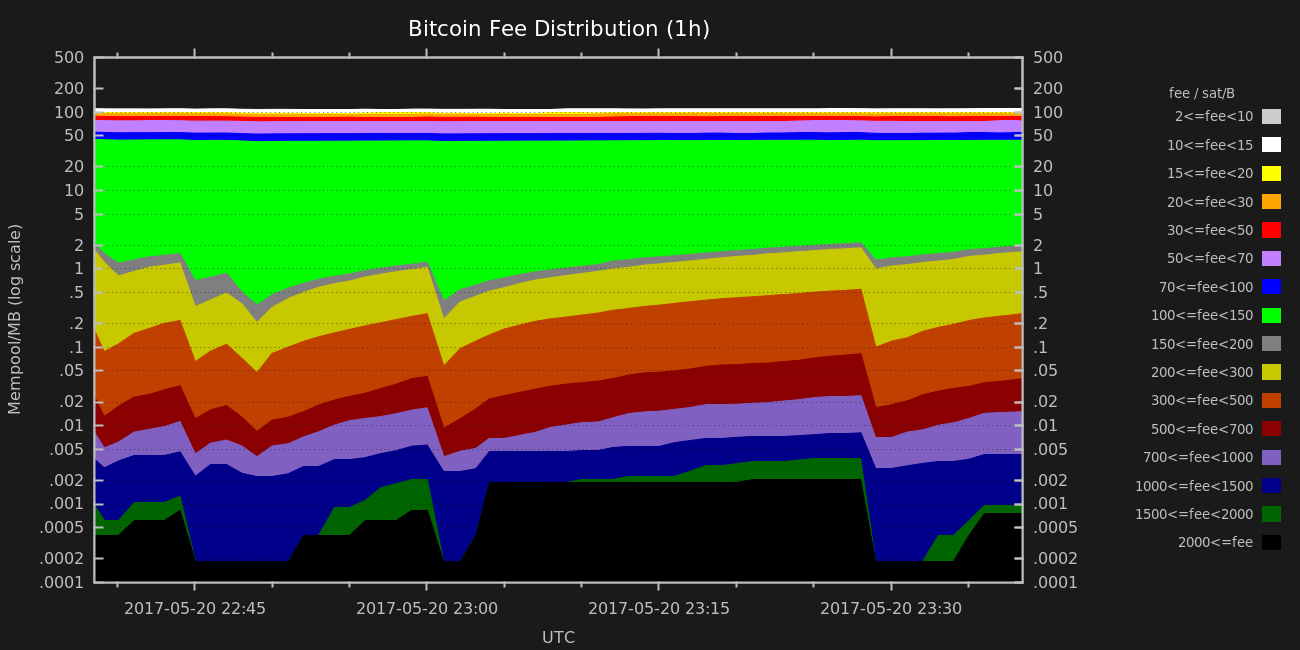 Bitcoin Fee Distribution (1h)
500
200
100
50
20
10
5
2
1
.5
.2
.1
.05
.02
.01
.005
.002
.001
.0005
.0002
.0001
Mempool/MB (log scale)
500
200
100
50
20
10
5
2
1
.5
.2
.1
.05
.02
.01
.005
.002
.001
.0005
.0002
.0001
2017-05-20 22:45
2017-05-20 23:00
2017-05-20 23:15
2017-05-20 23:30
UTC
fee / sat/B
2<=fee<10
10<=fee<15
15<=fee<20
20<=fee<30
30<=fee<50
50<=fee<70
70<=fee<100
100<=fee<150
150<=fee<200
200<=fee<300
300<=fee<500
500<=fee<700
700<=fee<1000
1000<=fee<1500
1500<=fee<2000
2000<=fee